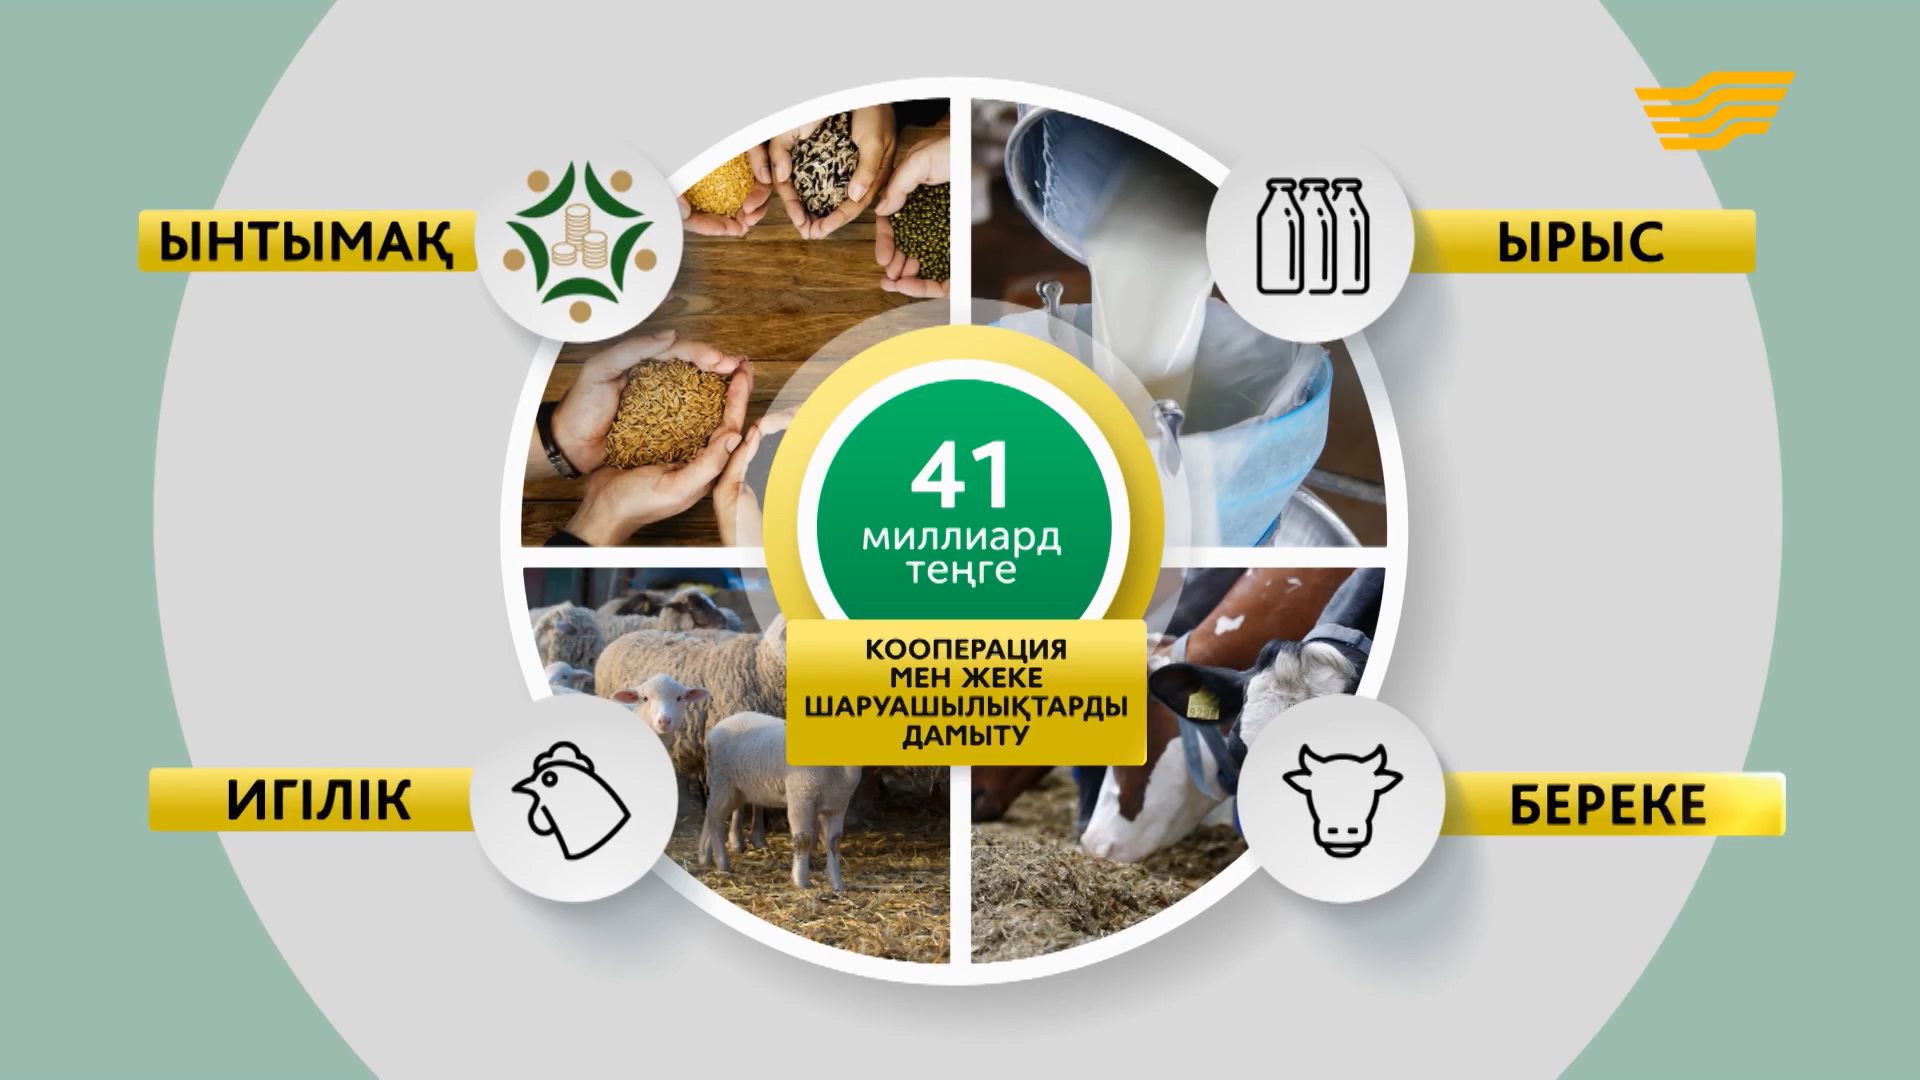 ЫНТЫМАҚ
ЫРЫС
41
миллиард
теңге
КООПЕРАЦИЯ
МЕН ЖЕКЕ
ШАРУАШЫЛЫҚТАРДЫ
ДАМЫТУ
ИГІЛІК
БЕРЕКЕ